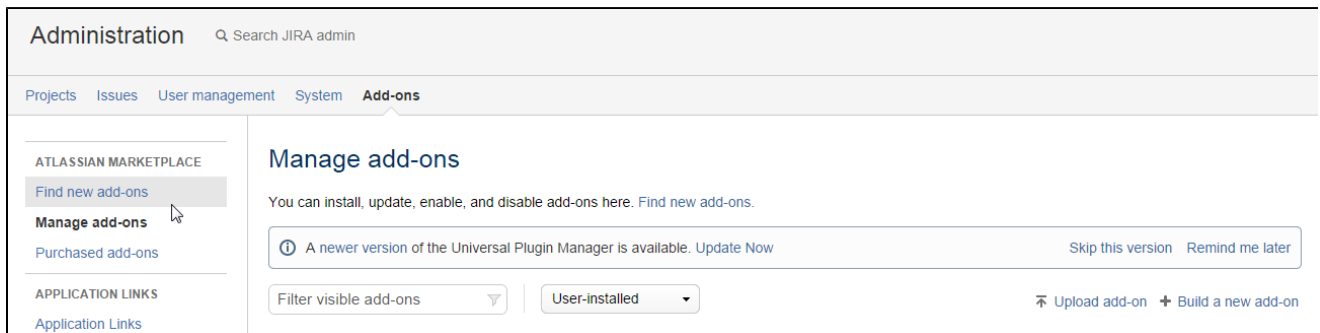 Administration Search JIRA admin
Projects Issues User management System Add-ons
ATLASSIAN MARKETPLACE
Find new add-ons
Manage add-ons
Purchased add-ons
APPLICATION LINKS
Application Links
Manage add-ons
You can install, update, enable, and disable add-ons here. Find new add-ons.
A newer version of the Universal Plugin Manager is available. Update Now Skip this version Remind me later
Filter visible add-ons User-installed Upload add-on Build a new add-on